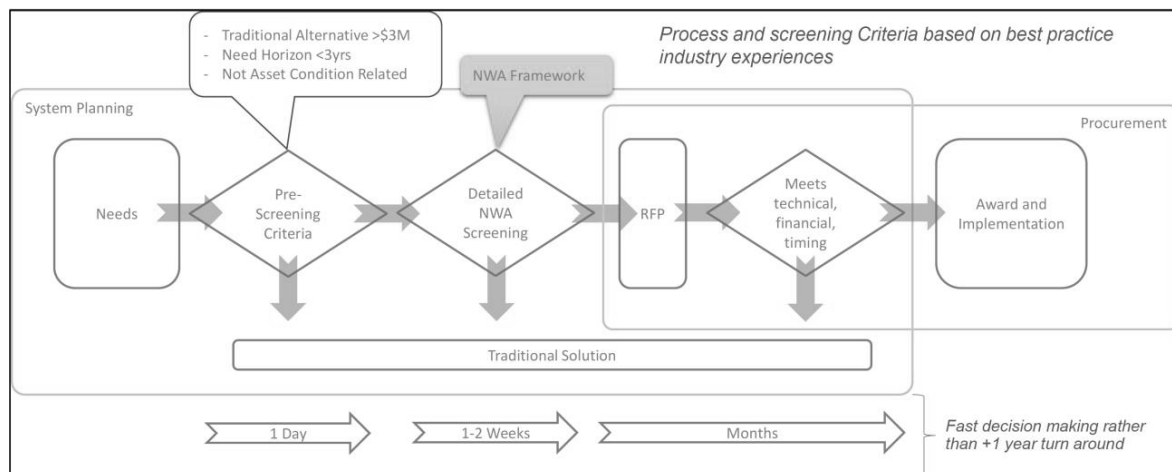 - Traditional Alternative >$3M
- Need Horizon <3yrs
- Not Asset Condition Related
Process and screening Criteria based on best practice
industry experiences
NWA Framework
System Planning
Procurement
Needs
Pre-
Screening
Criteria
Detailed
NWA
Screening
RFP
Meets
technical,
financial,
timing
Award and
Implementation
Traditional Solution
1 Day
1-2 Weeks
Months
Fast decision making rather
than +1 year turn around